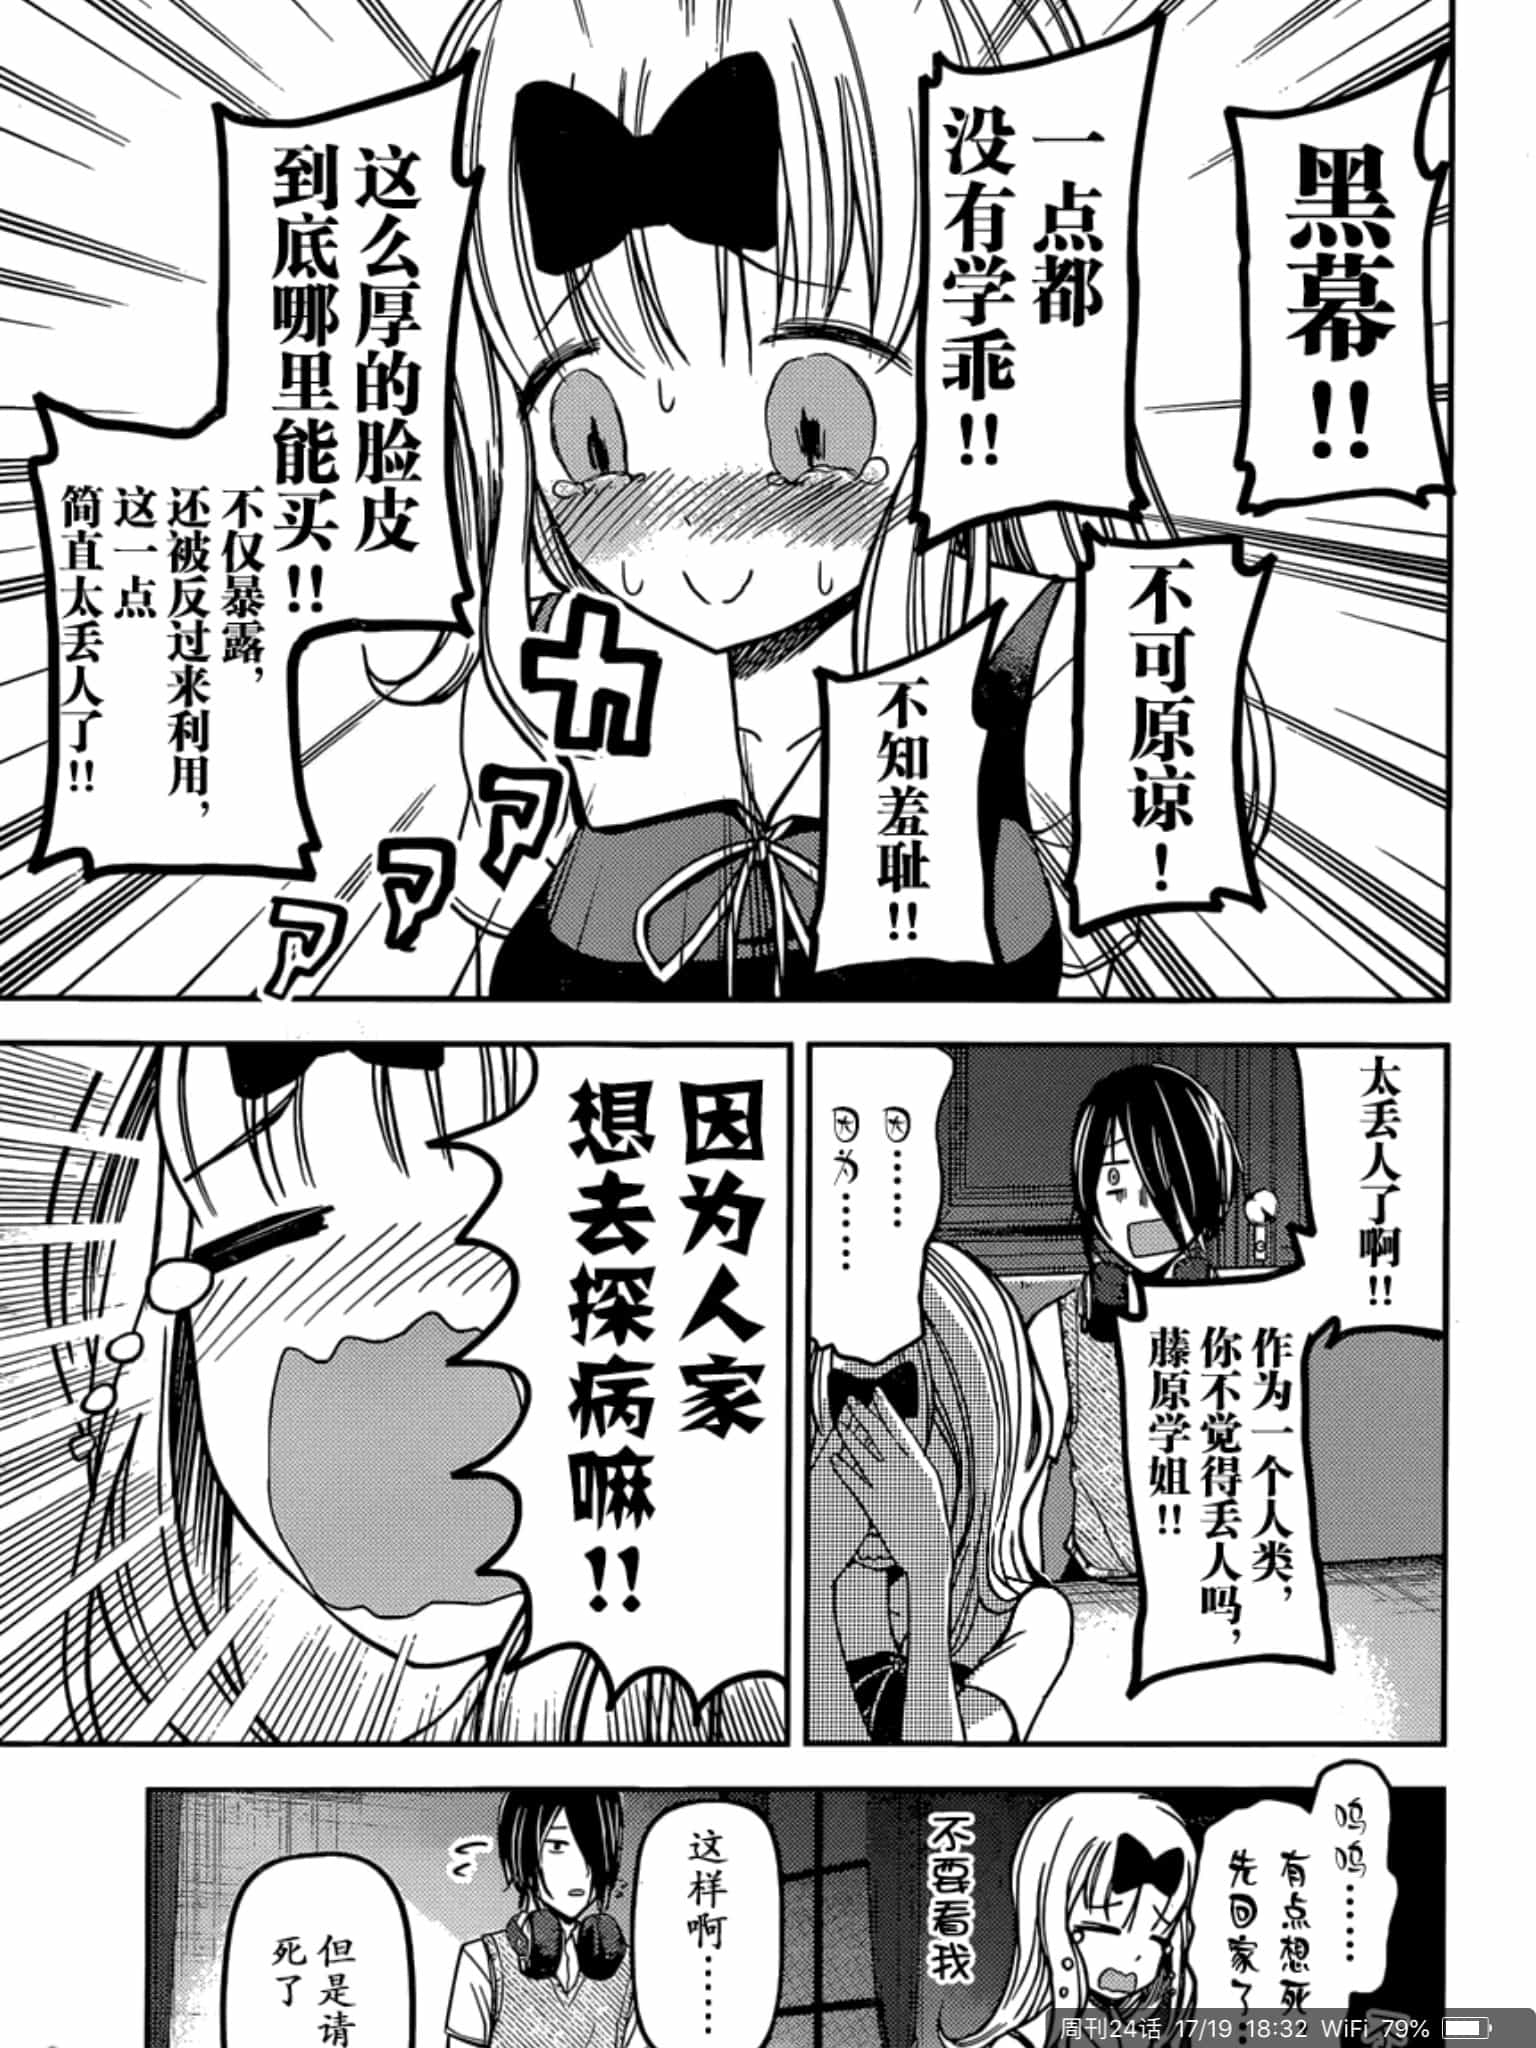 黑幕!!
一点都
没有学乖!!
不可原谅！
不知羞耻!!
这么厚的脸皮
到底哪里能买!!
不仅暴露，
还被反过来利用，
这一点
简直太丢人了!!
カァァァ
太丢人了啊!!
作为一个人类，
你不觉得丢人吗，
藤原学姐!!
因……
因为……
因为人家
想去探病嘛!!
呜呜……
有点想死
先回家了…
不要看我
这样啊……
但是请
死了
周刊24话 17/19 18:32 WiFi 79%